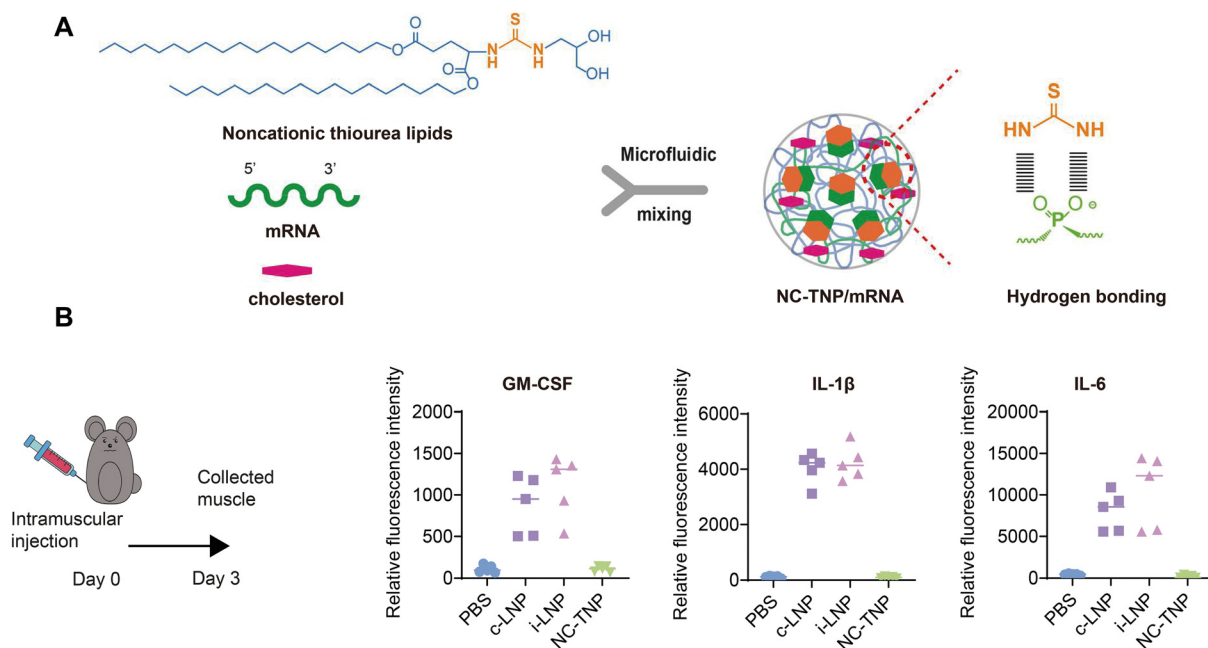 A
O
O
S
N
H
N
H
OH
OH
O
O
Noncationic thiourea lipids
5’
3’
mRNA
cholesterol
Microfluidic
mixing
NC-TNP/mRNA
S
HN
NH
O
O
⊖
P
Hydrogen bonding
B
Intramuscular
injection
Collected
muscle
Day 0
Day 3
GM-CSF
Relative fluorescence intensity
2000
1500
1000
500
0
PBS
c-LNP
i-LNP
NC-TNP
IL-1β
Relative fluorescence intensity
6000
4000
2000
0
PBS
c-LNP
i-LNP
NC-TNP
IL-6
Relative fluorescence intensity
20000
15000
10000
5000
0
PBS
c-LNP
i-LNP
NC-TNP